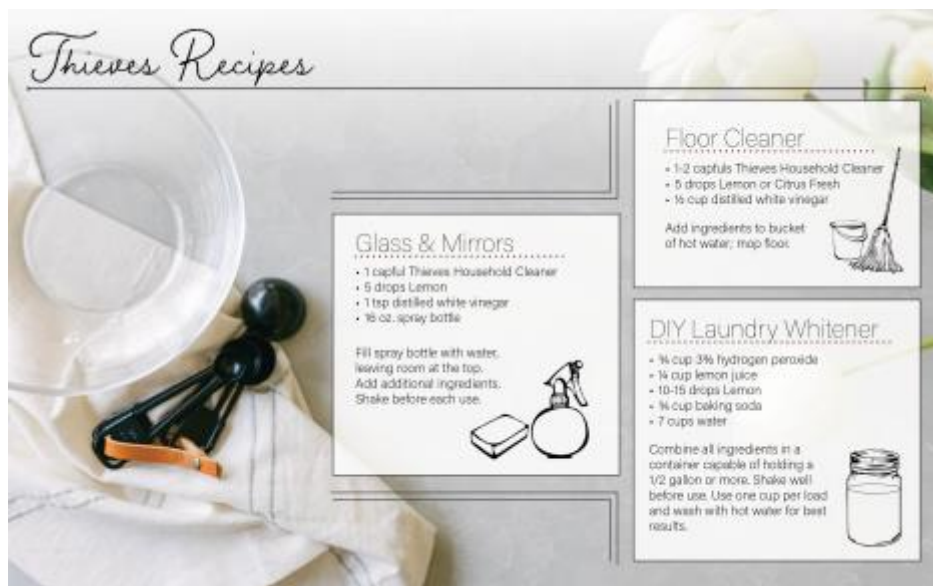 Thieves Recipes
Glass & Mirrors
• 1 capful Thieves Household Cleaner
• 5 drops Lemon
• 1 tsp distilled white vinegar
• 16 oz. spray bottle
Fill spray bottle with water,
leaving room at the top.
Add additional ingredients.
Shake before each use.
Floor Cleaner
• 1-2 capfuls Thieves Household Cleaner
• 5 drops Lemon or Citrus Fresh
• ½ cup distilled white vinegar
Add ingredients to bucket
of hot water; mop floor.
DIY Laundry Whitener
• ¾ cup 3% hydrogen peroxide
• ¼ cup lemon juice
• 10-15 drops Lemon
• ¾ cup baking soda
• 7 cups water
Combine all ingredients in a
container capable of holding a
1/2 gallon or more. Shake well
before use. Use one cup per load
and wash with hot water for best
results.